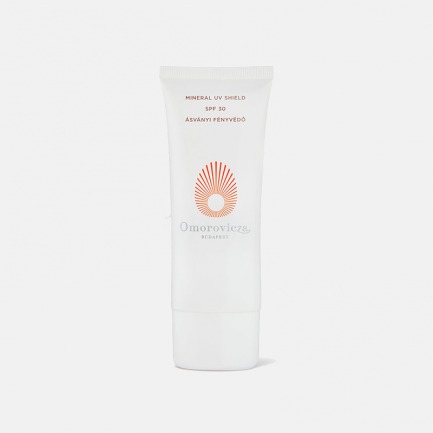 MINERAL UV SHIELD
SPF 30
ÁSVÁNYI FÉNYVÉDŐ
Omorovicza
BUDAPEST